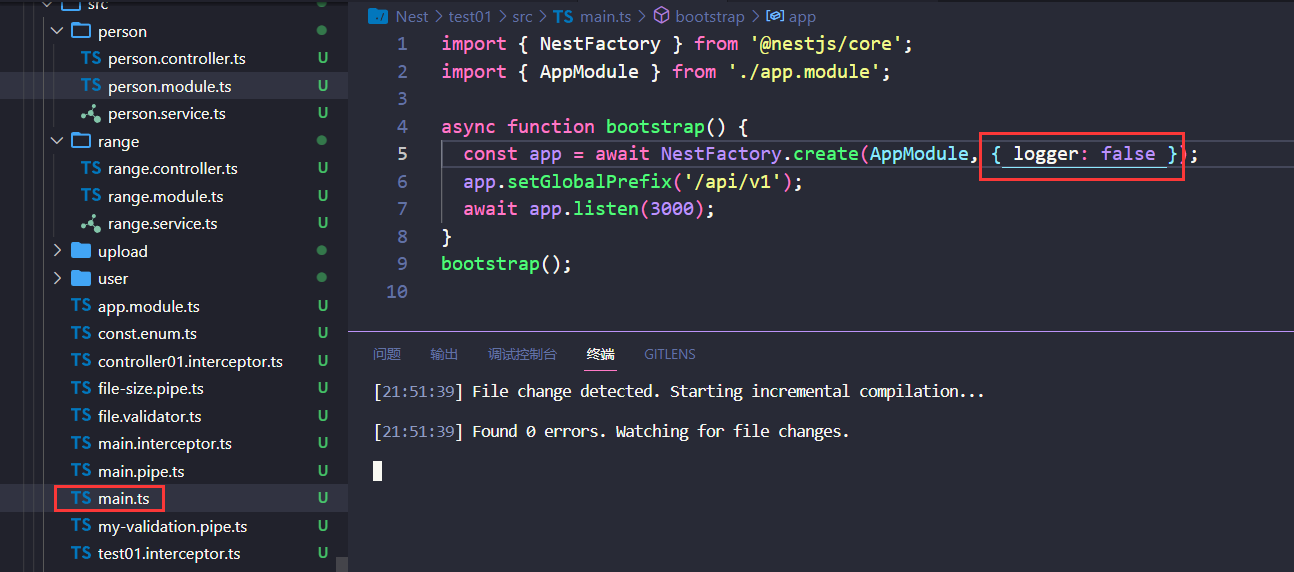 src
person
TS person.controller.ts U
TS person.module.ts U
person.service.ts U
range
TS range.controller.ts U
TS range.module.ts U
range.service.ts U
upload
user
TS app.module.ts U
TS const.enum.ts U
TS controller01.interceptor.ts U
TS file-size.pipe.ts U
TS file.validator.ts U
TS main.interceptor.ts U
TS main.pipe.ts U
TS main.ts U
TS my-validation.pipe.ts U
TS test01.interceptor.ts U
Nest > test01 > src > TS main.ts > bootstrap > app
1 import { NestFactory } from '@nestjs/core';
2 import { AppModule } from './app.module';
3
4 async function bootstrap() {
5 const app = await NestFactory.create(AppModule, { logger: false });
6 app.setGlobalPrefix('/api/v1');
7 await app.listen(3000);
8 }
9 bootstrap();
10
问题 输出 调试控制台 终端 GITLENS
[21:51:39] File change detected. Starting incremental compilation...
[21:51:39] Found 0 errors. Watching for file changes.